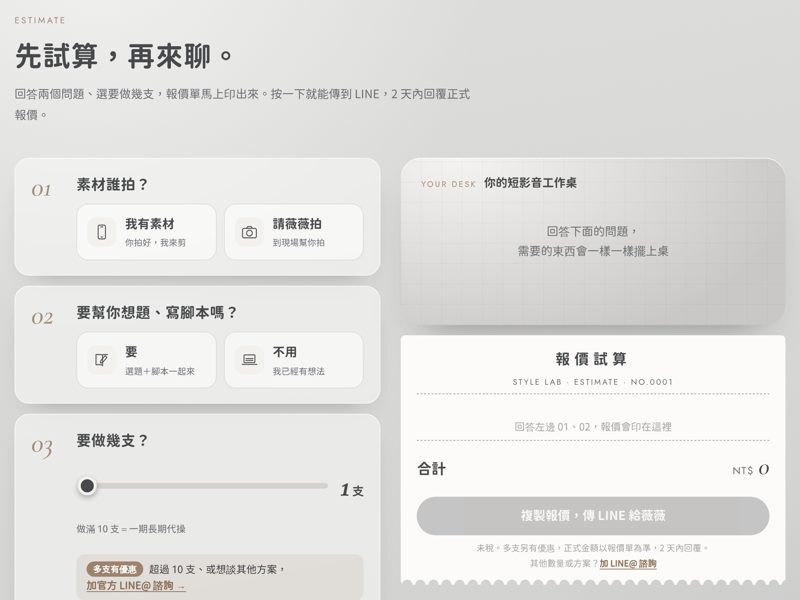 ESTIMATE
先試算，再來聊。
回答兩個問題、選要做幾支，報價單馬上印出來。按一下就能傳到 LINE，2 天內回覆正式
報價。
01
素材誰拍？
我有素材
你拍好，我來剪
請薇薇拍
到現場幫你拍
02
要幫你想題、寫腳本嗎？
要
選題＋腳本一起來
不用
我已經有想法
03
要做幾支？
1 支
做滿 10 支 = 一期長期代操
多支有優惠 超過 10 支、或想談其他方案，
加官方 LINE@ 諮詢 →
YOUR DESK 你的短影音工作桌
回答下面的問題，
需要的東西會一樣一樣擺上桌
報價試算
STYLE LAB · ESTIMATE · NO.0001
回答左邊 01、02，報價會印在這裡
合計
NT$ 0
複製報價，傳 LINE 給薇薇
未稅。多支另有優惠，正式金額以報價單為準，2 天內回覆。
其他數量或方案？加 LINE@ 諮詢